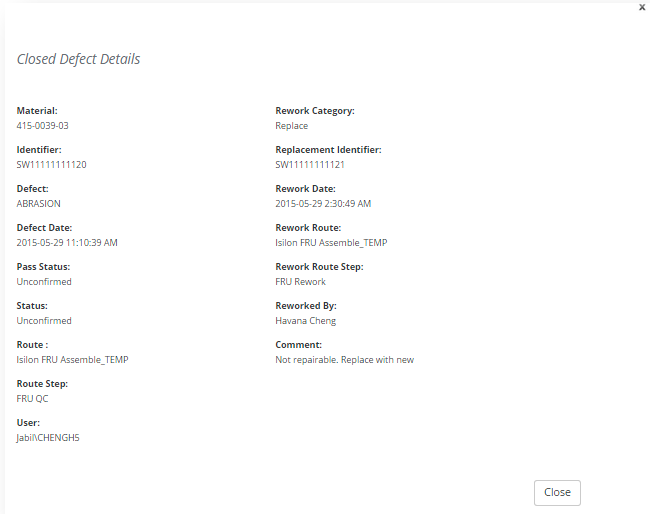 x
Closed Defect Details
Material:
415-0039-03
Identifier:
SW11111111120
Defect:
ABRASION
Defect Date:
2015-05-29 11:10:39 AM
Pass Status:
Unconfirmed
Status:
Unconfirmed
Route :
Isilon FRU Assemble_TEMP
Route Step:
FRU QC
User:
Jabil\CHENGH5
Rework Category:
Replace
Replacement Identifier:
SW11111111121
Rework Date:
2015-05-29 2:30:49 AM
Rework Route:
Isilon FRU Assemble_TEMP
Rework Route Step:
FRU Rework
Reworked By:
Havana Cheng
Comment:
Not repairable. Replace with new
Close